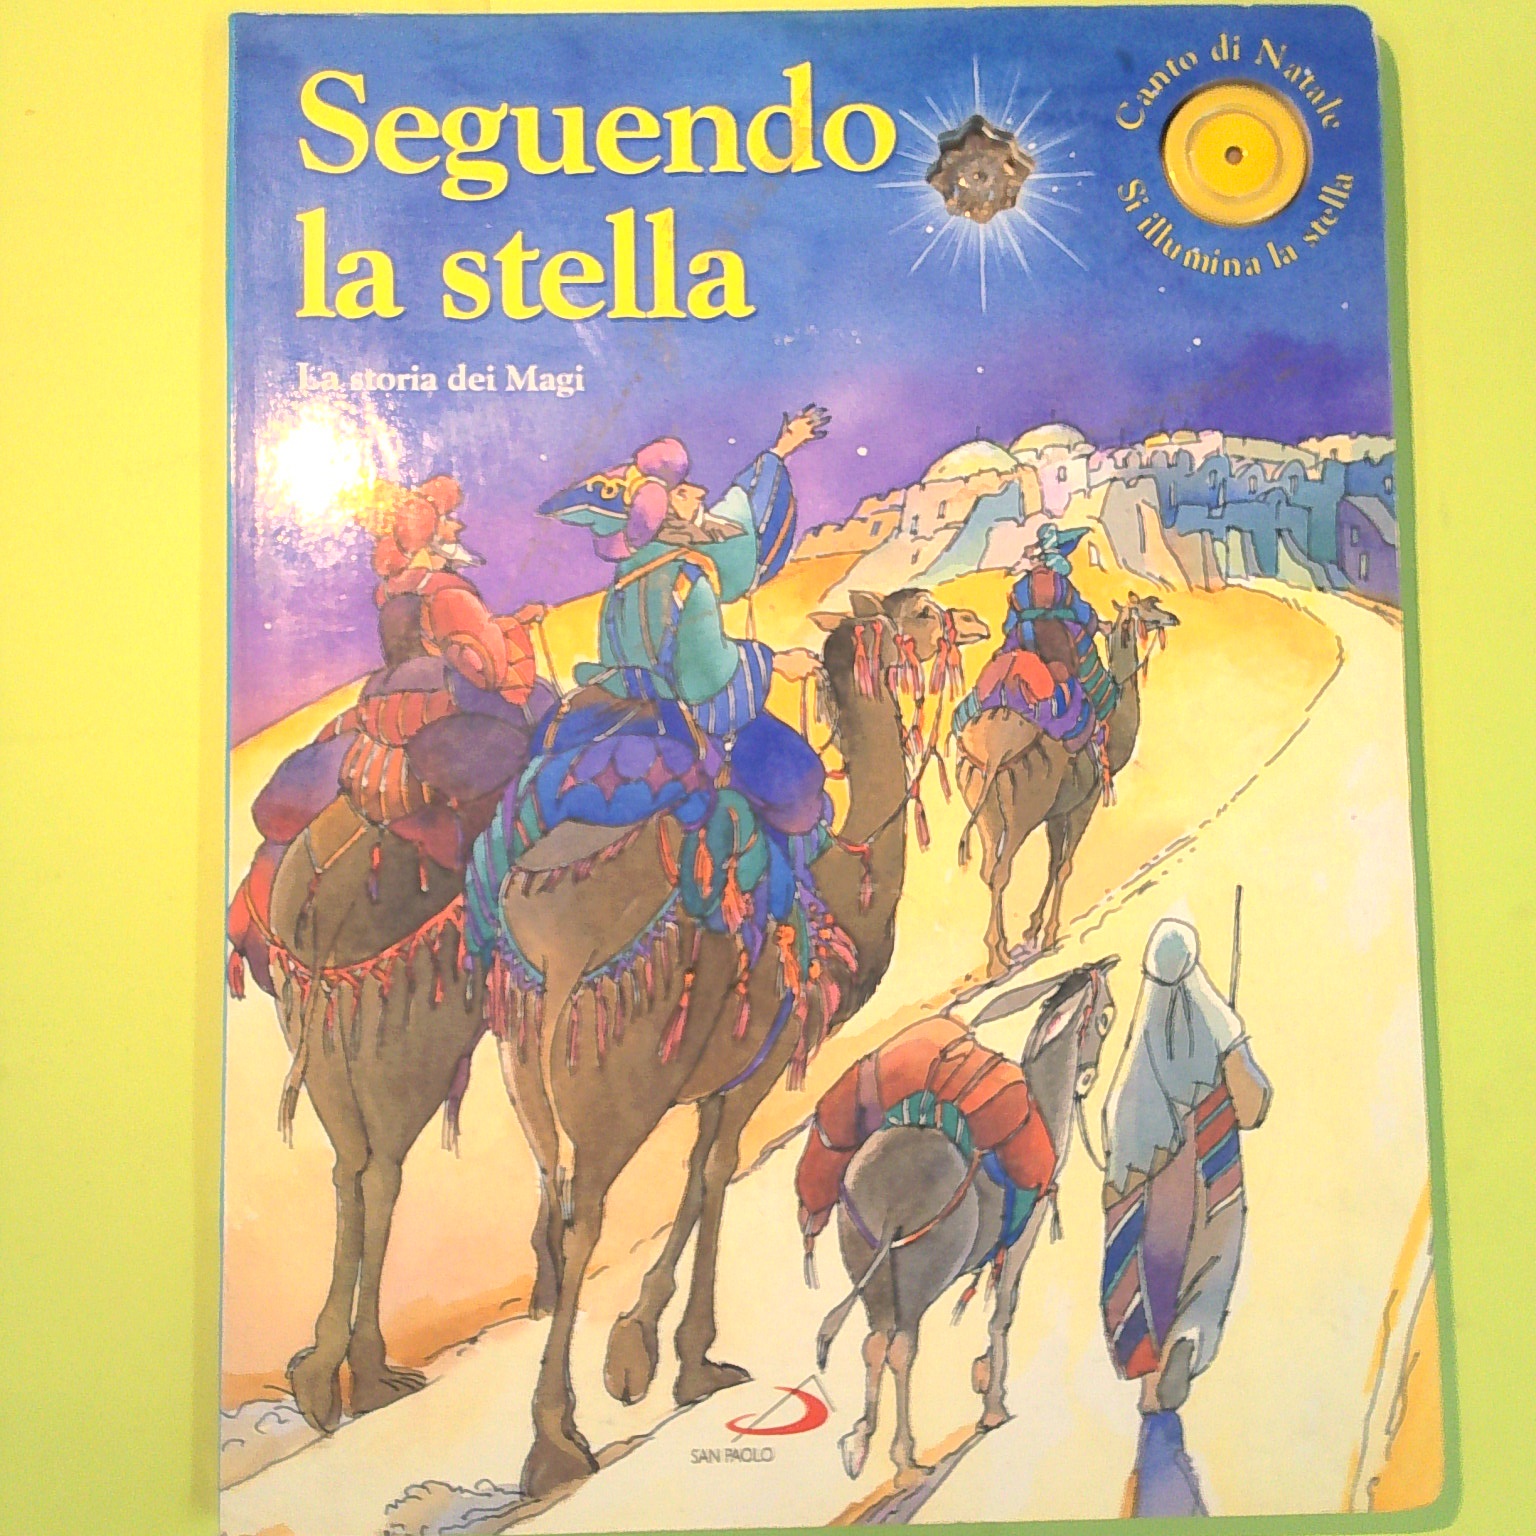 Seguendo
la stella
La storia dei Magi
Canto di Natale
Si illumina la stella
SAN PAOLO